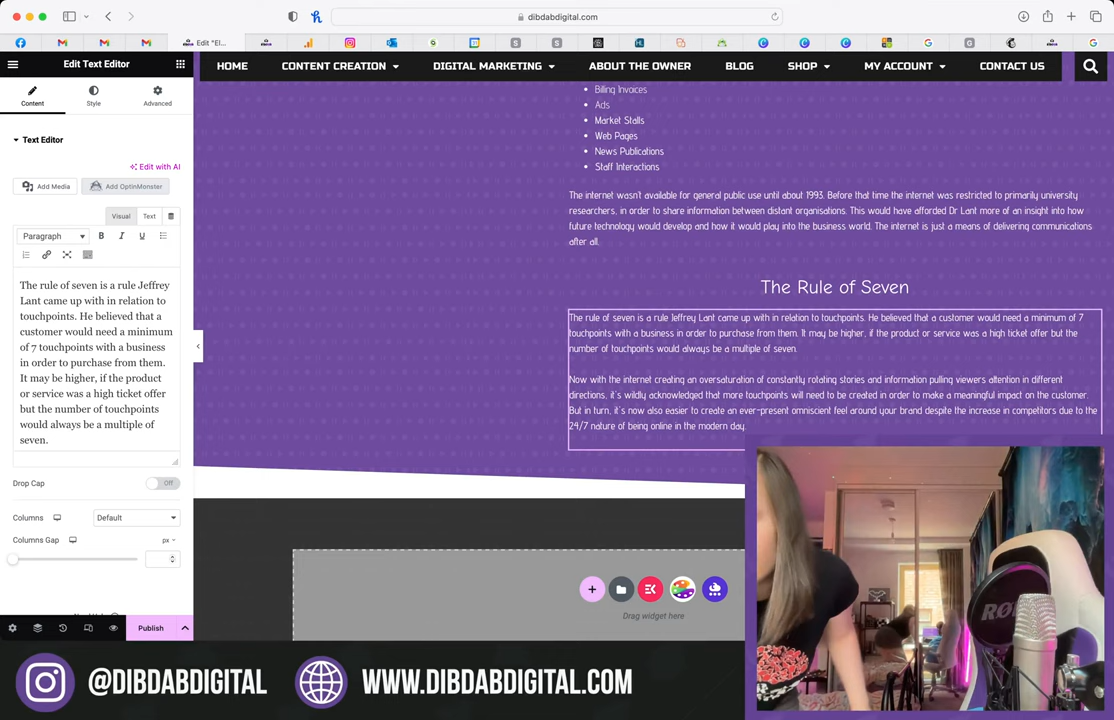 dibdabdigital.com
Edit "El...
Edit Text Editor
HOME
CONTENT CREATION
DIGITAL MARKETING
ABOUT THE OWNER
BLOG
SHOP
MY ACCOUNT
CONTACT US
Content
Style
Advanced
Text Editor
Edit with AI
Add Media
Add OptinMonster
Visual
Text
Paragraph
B
I
U
The rule of seven is a rule Jeffrey
Lant came up with in relation to
touchpoints. He believed that a
customer would need a minimum
of 7 touchpoints with a business
in order to purchase from them.
It may be higher, if the product
or service was a high ticket offer
but the number of touchpoints
would always be a multiple of
seven.
Drop Cap
Off
Columns
Default
Columns Gap
px
Publish
• Billing Invoices
• Ads
• Market Stalls
• Web Pages
• News Publications
• Staff Interactions
The internet wasn't available for general public use until about 1993. Before that time the internet was restricted to primarily university
researchers, in order to share information between distant organisations. This would have afforded Dr Lant more of an insight into how
future technology would develop and how it would play into the business world. The internet is just a means of delivering communications
after all.
The Rule of Seven
The rule of seven is a rule Jeffrey Lant came up with in relation to touchpoints. He believed that a customer would need a minimum of 7
touchpoints with a business in order to purchase from them. It may be higher, if the product or service was a high ticket offer but the
number of touchpoints would always be a multiple of seven.
Now with the internet creating an oversaturation of constantly rotating stories and information pulling viewers attention in different
directions, it's wildly acknowledged that more touchpoints will need to be created in order to make a meaningful impact on the customer.
But in turn, it's now also easier to create an ever-present omniscient feel around your brand despite the increase in competitors due to the
24/7 nature of being online in the modern day.
Drag widget here
RØDE
@DIBDABDIGITAL
WWW.DIBDABDIGITAL.COM